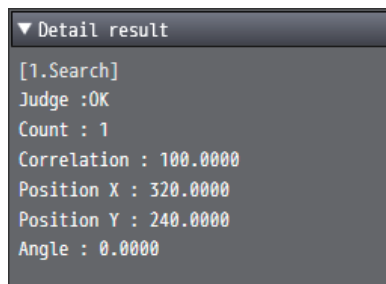 ▼ Detail result
[1.Search]
Judge :OK
Count : 1
Correlation : 100.0000
Position X : 320.0000
Position Y : 240.0000
Angle : 0.0000